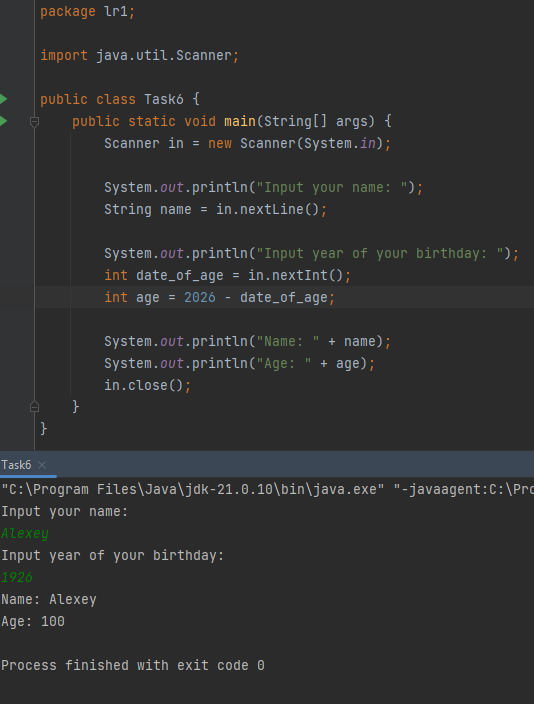 package lr1;
import java.util.Scanner;
public class Task6 {
public static void main(String[] args) {
Scanner in = new Scanner(System.in);
System.out.println("Input your name: ");
String name = in.nextLine();
System.out.println("Input year of your birthday: ");
int date_of_age = in.nextInt();
int age = 2026 - date_of_age;
System.out.println("Name: " + name);
System.out.println("Age: " + age);
in.close();
}
}
Task6
"C:\Program Files\Java\jdk-21.0.10\bin\java.exe" "-javaagent:C:\Pro
Input your name:
Alexey
Input year of your birthday:
1926
Name: Alexey
Age: 100
Process finished with exit code 0